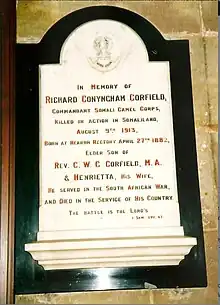 In Memory of
Richard Conyngham Corfield,
Commandant Somali Camel Corps,
Killed in Action in Somaliland,
August 9th 1913,
Born at Heanor Rectory April 27th 1882,
Elder Son of
Rev. C. W. C. Corfield, M.A.
& Henrietta, His Wife,
He served in the South African War,
and Died in the Service of His Country
The battle is the Lord's